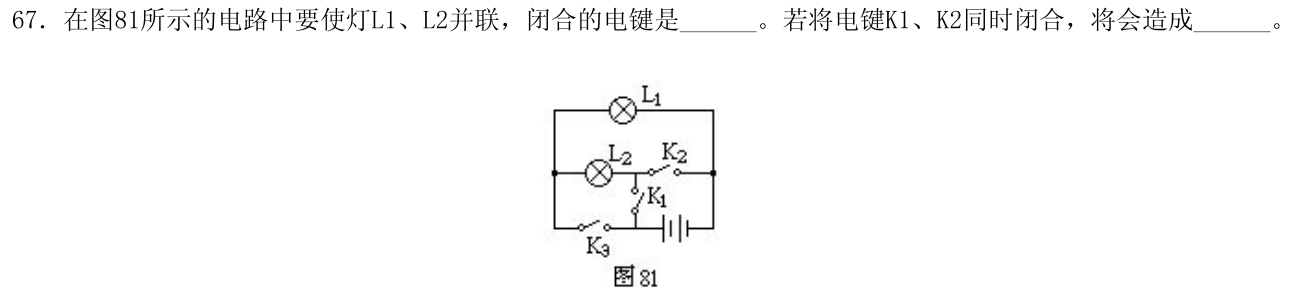 67. 在图81所示的电路中要使灯L1、L2并联，闭合的电键是______。若将电键K1、K2同时闭合，将会造成______。
L1
L2 K2
K1
K3
图81